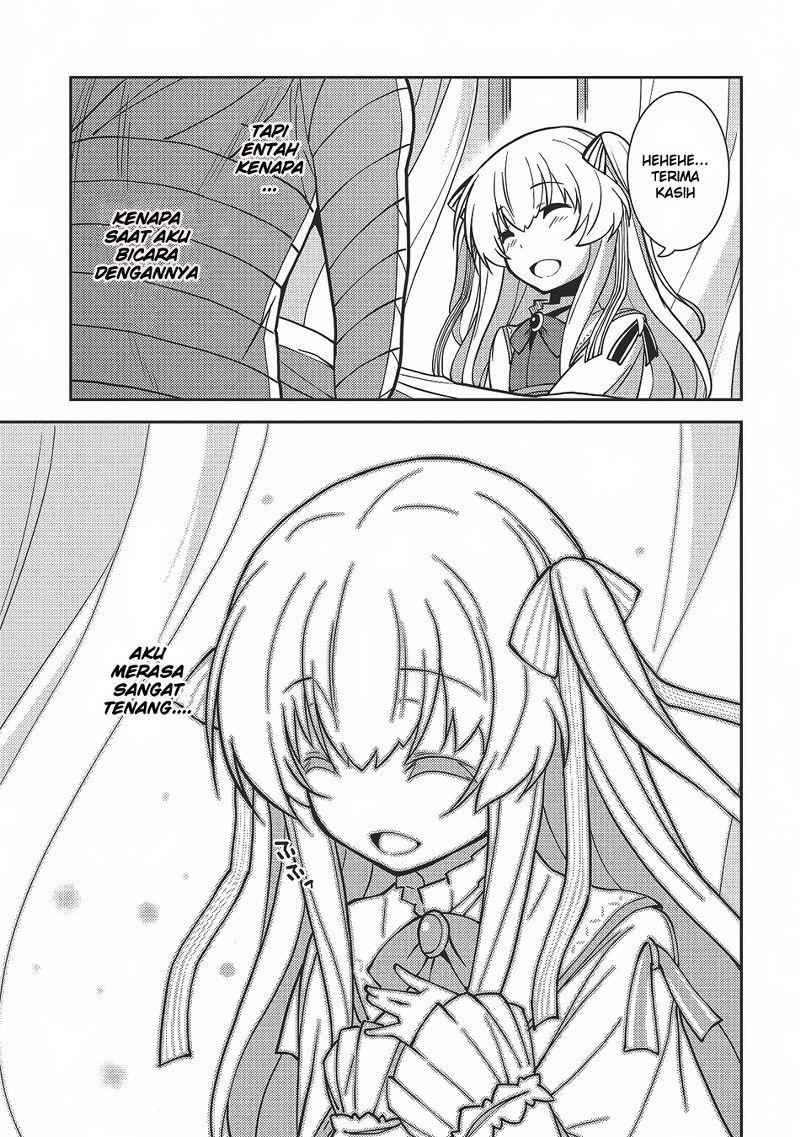 HEHEHE...
TERIMA
KASIH
TAPI
ENTAH
KENAPA
...
KENAPA
SAAT AKU
BICARA
DENGANNYA
AKU
MERASA
SANGAT
TENANG....